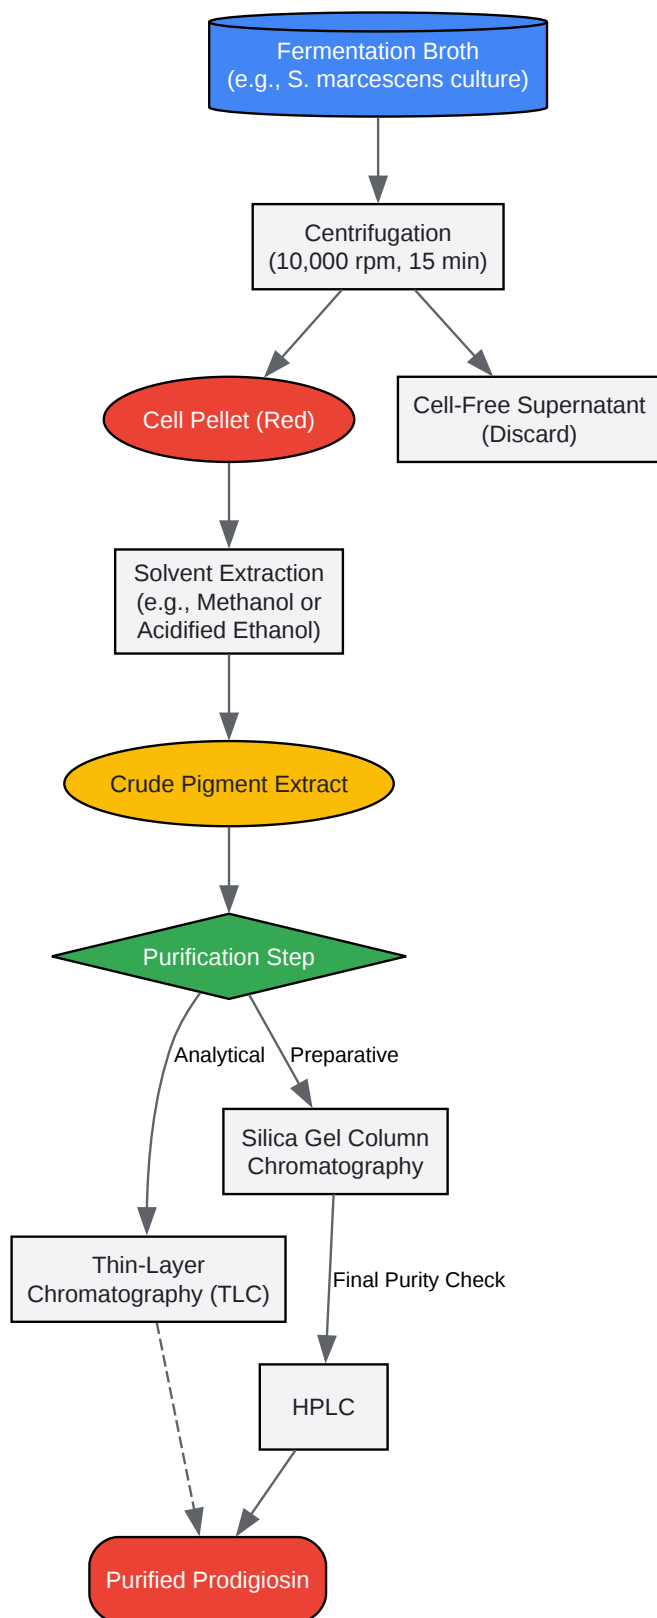 Fermentation Broth
(e.g., S. marcescens culture)
Centrifugation
(10,000 rpm, 15 min)
Cell Pellet (Red)
Cell-Free Supernatant
(Discard)
Solvent Extraction
(e.g., Methanol or
Acidified Ethanol)
Crude Pigment Extract
Purification Step
Analytical
Preparative
Silica Gel Column
Chromatography
Thin-Layer
Chromatography (TLC)
Final Purity Check
HPLC
Purified Prodigiosin